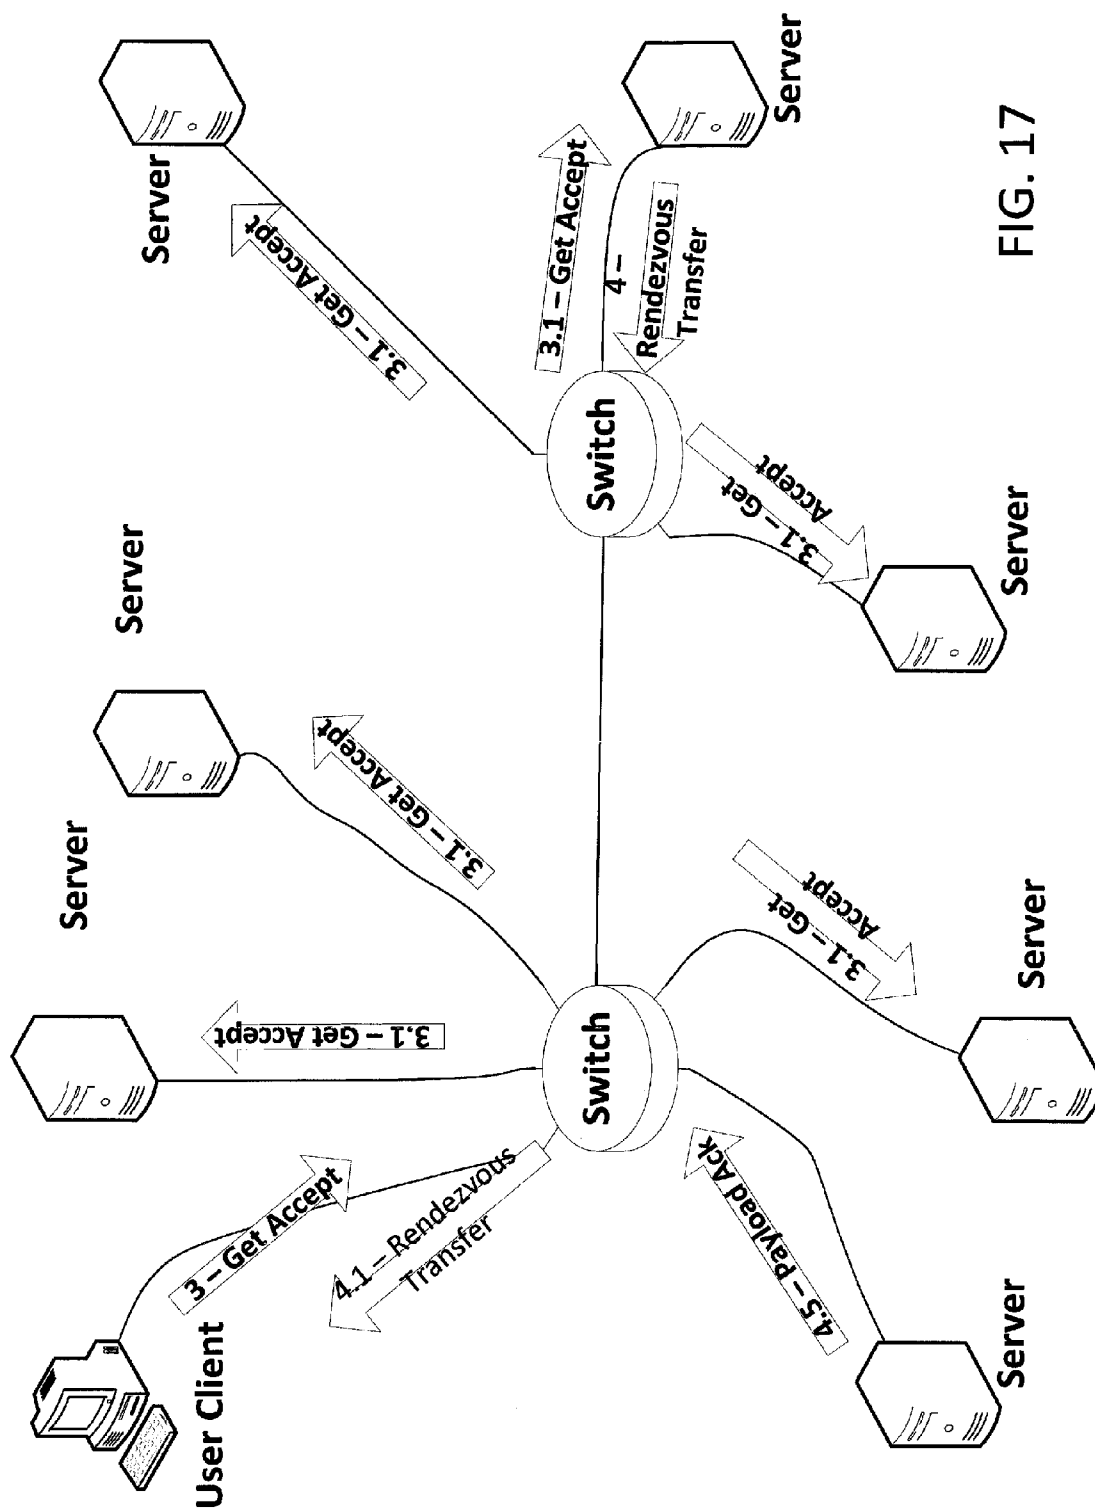 User Client
3 – Get Accept
4.1 – Rendezvous
Transfer
3.1 – Get Accept
Server
Server
3.1 – Get Accept
Switch
4.5 – Payload Ack
Server
3.1 – Get
Accept
Server
Server
3.1 – Get Accept
Switch
3.1 – Get Accept
4 –
Rendezvous
Transfer
Server
3.1 – Get
Accept
Server
FIG. 17